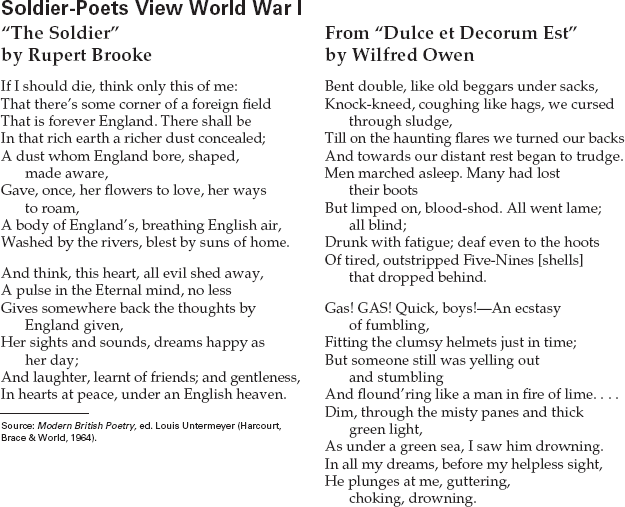 Soldier-Poets View World War I
“The Soldier”
by Rupert Brooke
If I should die, think only this of me:
That there’s some corner of a foreign field
That is forever England. There shall be
In that rich earth a richer dust concealed;
A dust whom England bore, shaped,
made aware,
Gave, once, her flowers to love, her ways
to roam,
A body of England’s, breathing English air,
Washed by the rivers, blest by suns of home.
And think, this heart, all evil shed away,
A pulse in the Eternal mind, no less
Gives somewhere back the thoughts by
England given,
Her sights and sounds, dreams happy as
her day;
And laughter, learnt of friends; and gentleness,
In hearts at peace, under an English heaven.
Source: Modern British Poetry, ed. Louis Untermeyer (Harcourt,
Brace & World, 1964).
From “Dulce et Decorum Est”
by Wilfred Owen
Bent double, like old beggars under sacks,
Knock-kneed, coughing like hags, we cursed
through sludge,
Till on the haunting flares we turned our backs
And towards our distant rest began to trudge.
Men marched asleep. Many had lost
their boots
But limped on, blood-shod. All went lame;
all blind;
Drunk with fatigue; deaf even to the hoots
Of tired, outstripped Five-Nines [shells]
that dropped behind.
Gas! GAS! Quick, boys!—An ecstasy
of fumbling,
Fitting the clumsy helmets just in time;
But someone still was yelling out
and stumbling
And flound’ring like a man in fire of lime. . . .
Dim, through the misty panes and thick
green light,
As under a green sea, I saw him drowning.
In all my dreams, before my helpless sight,
He plunges at me, guttering,
choking, drowning.